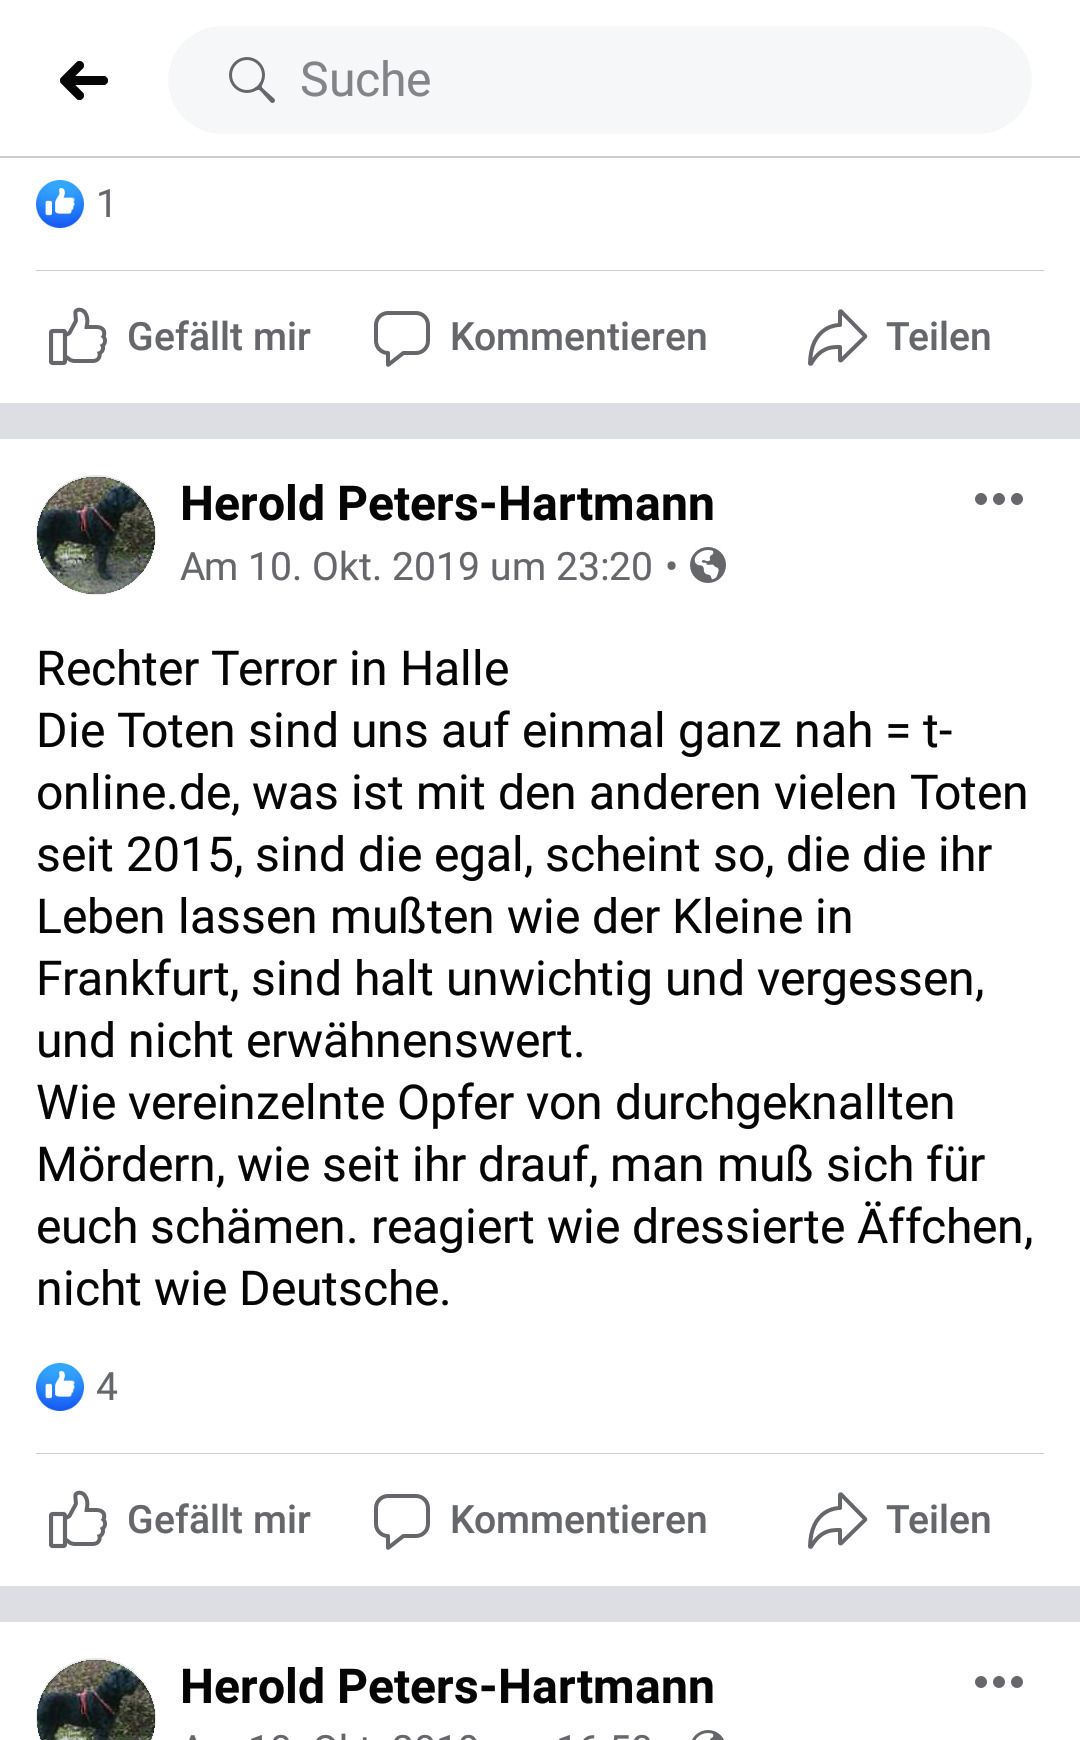 Suche
1
Gefällt mir Kommentieren Teilen
Herold Peters-Hartmann
Am 10. Okt. 2019 um 23:20 •
Rechter Terror in Halle
Die Toten sind uns auf einmal ganz nah = t-
online.de, was ist mit den anderen vielen Toten
seit 2015, sind die egal, scheint so, die die ihr
Leben lassen mußten wie der Kleine in
Frankfurt, sind halt unwichtig und vergessen,
und nicht erwähnenswert.
Wie vereinzelnte Opfer von durchgeknallten
Mördern, wie seit ihr drauf, man muß sich für
euch schämen. reagiert wie dressierte Äffchen,
nicht wie Deutsche.
4
Gefällt mir Kommentieren Teilen
Herold Peters-Hartmann